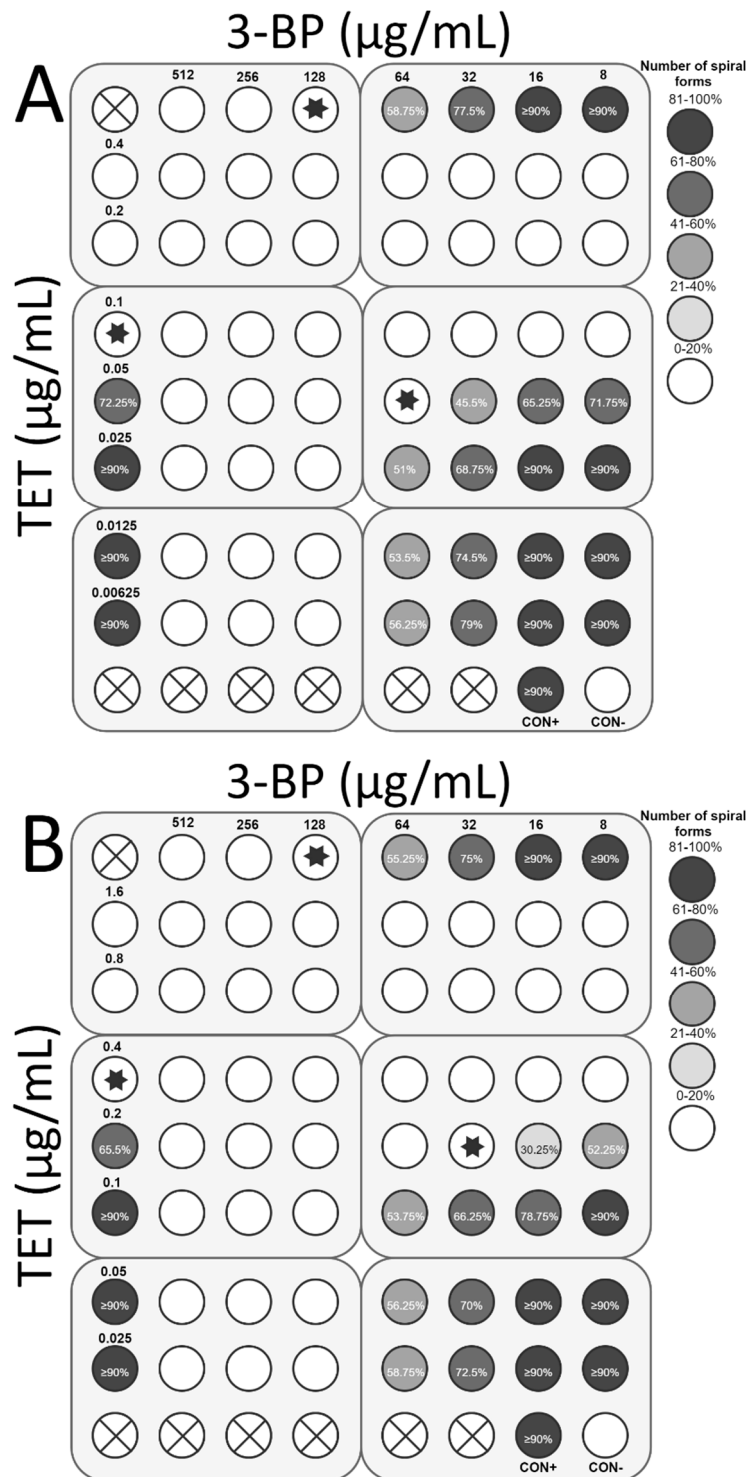 3-BP (µg/mL)
A
512 256 128 64 32 16 8
58.75% 77.5% ≥90% ≥90%
0.4
0.2
TET (µg/mL)
0.1
0.05
72.25% 45.5% 65.25% 71.75%
0.025
≥90% 51% 68.75% ≥90% ≥90%
0.0125
≥90% 53.5% 74.5% ≥90% ≥90%
0.00625
≥90% 56.25% 79% ≥90% ≥90%
≥90%
CON+ CON-
Number of spiral
forms
81-100%
61-80%
41-60%
21-40%
0-20%
3-BP (µg/mL)
B
512 256 128 64 32 16 8
55.25% 75% ≥90% ≥90%
1.6
0.8
TET (µg/mL)
0.4
0.2
65.5% 30.25% 52.25%
0.1
≥90% 53.75% 66.25% 78.75% ≥90%
0.05
≥90% 56.25% 70% ≥90% ≥90%
0.025
≥90% 58.75% 72.5% ≥90% ≥90%
≥90%
CON+ CON-
Number of spiral
forms
81-100%
61-80%
41-60%
21-40%
0-20%